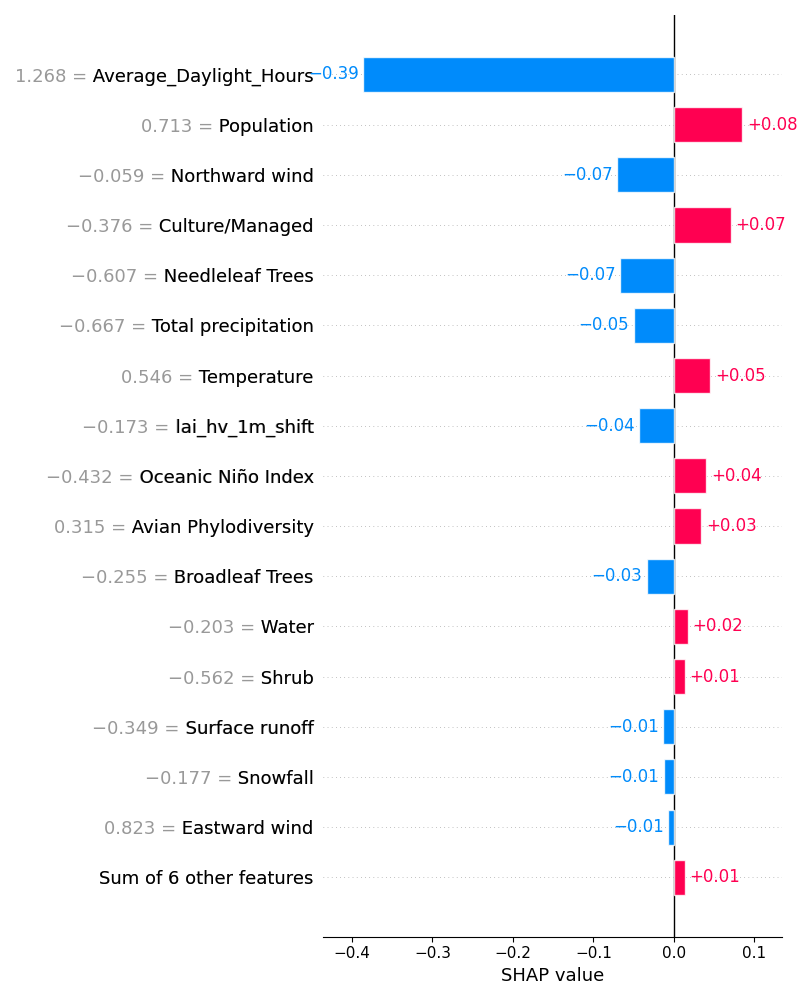 1.268 = Average_Daylight_Hours −0.39
0.713 = Population +0.08
−0.059 = Northward wind −0.07
−0.376 = Culture/Managed +0.07
−0.607 = Needleleaf Trees −0.07
−0.667 = Total precipitation −0.05
0.546 = Temperature +0.05
−0.173 = lai_hv_1m_shift −0.04
−0.432 = Oceanic Niño Index +0.04
0.315 = Avian Phylodiversity +0.03
−0.255 = Broadleaf Trees −0.03
−0.203 = Water +0.02
−0.562 = Shrub +0.01
−0.349 = Surface runoff −0.01
−0.177 = Snowfall −0.01
0.823 = Eastward wind −0.01
Sum of 6 other features +0.01
−0.4 −0.3 −0.2 −0.1 0.0 0.1
SHAP value